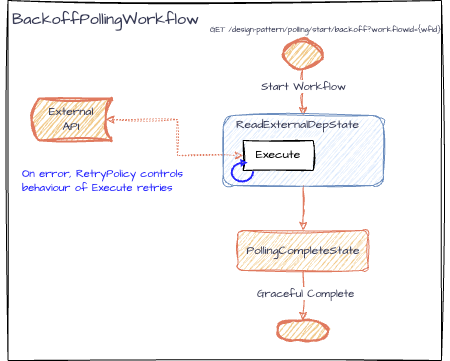 BackoffPollingWorkflow
GET /design-pattern/polling/start/backoff?workflowId={wfid}
Start Workflow
External
API
ReadExternalDepState
Execute
On error, RetryPolicy controls
behaviour of Execute retries
PollingCompleteState
Graceful Complete